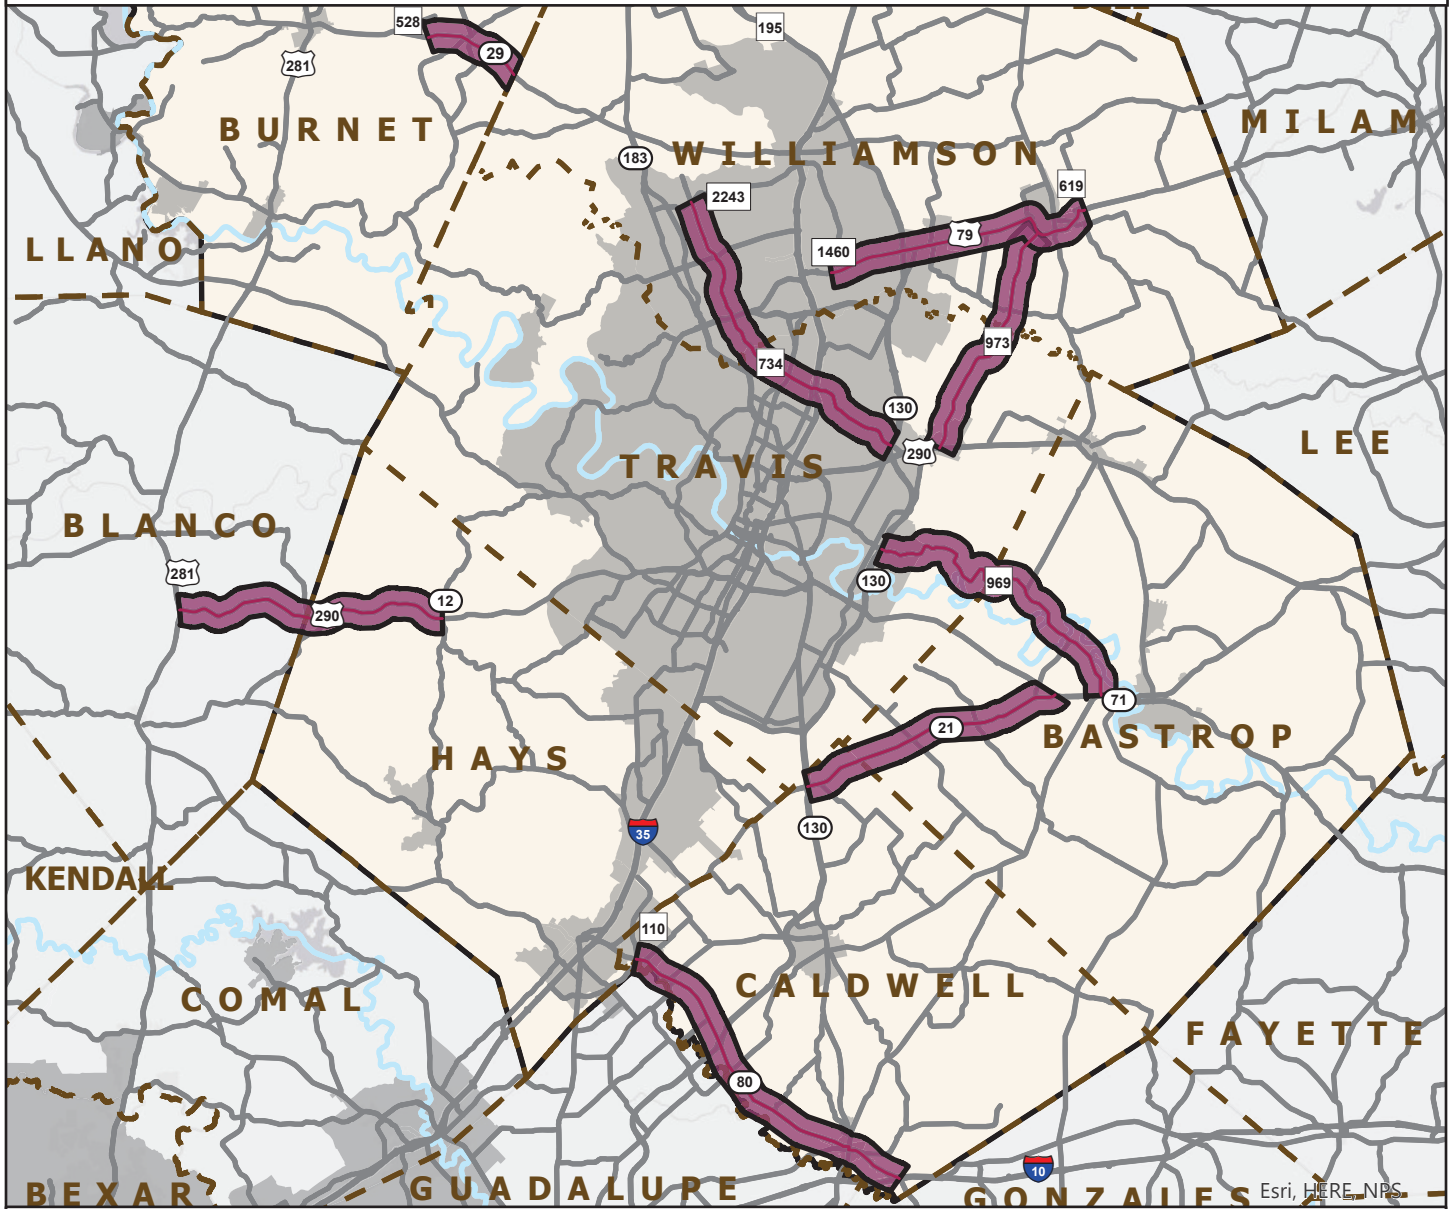 528
195
29
281
BURNET
MILAM
183
WILLIAMSON
619
2243
79
LLANO
1460
973
734
130
290
LEE
TRAVIS
BLANCO
281
130
969
12
290
71
21
BASTROP
HAYS
130
35
KENDALL
110
CALDWELL
COMAL
FAYETTE
80
10
BEXAR
GUADALUPE
GONZALES
Esri, HERE, NPS